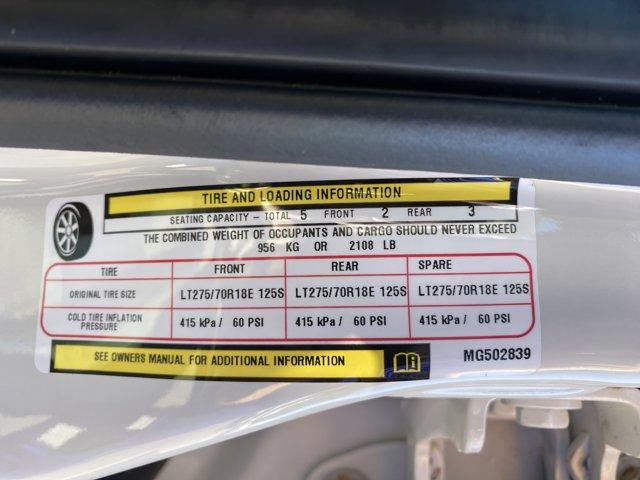 TIRE AND LOADING INFORMATION
SEATING CAPACITY - TOTAL 5 FRONT 2 REAR 3
THE COMBINED WEIGHT OF OCCUPANTS AND CARGO SHOULD NEVER EXCEED
956 KG OR 2108 LB
TIRE FRONT REAR SPARE
ORIGINAL TIRE SIZE LT275/70R18E 125S LT275/70R18E 125S LT275/70R18E 125S
COLD TIRE INFLATION
PRESSURE 415 kPa / 60 PSI 415 kPa / 60 PSI 415 kPa / 60 PSI
SEE OWNERS MANUAL FOR ADDITIONAL INFORMATION MG502839